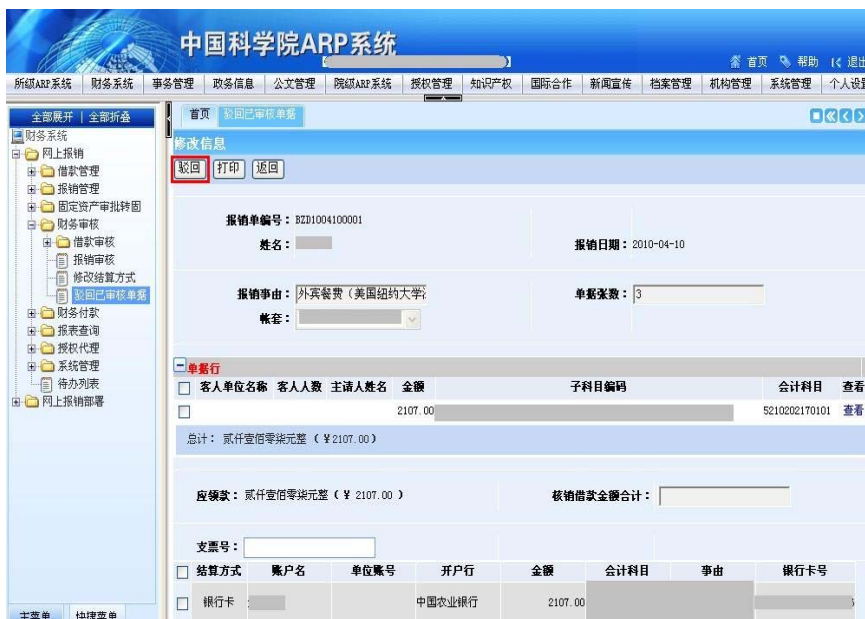 中国科学院ARP系统
首页 帮助 退出
所级ARP系统 财务系统 事务管理 政务信息 公文管理 院级ARP系统 授权管理 知识产权 国际合作 新闻宣传 档案管理 机构管理 系统管理 个人设
全部展开 | 全部折叠
首页 驳回已审核单据
财务系统
网上报销
借款管理
报销管理
固定资产审批转固
财务审核
借款审核
报销审核
修改结算方式
驳回已审核单据
财务付款
报表查询
授权代理
系统管理
待办列表
网上报销部署
主菜单 快捷菜单
修改信息
驳回 打印 返回
报销单编号：BZD1004100001
姓名： 报销日期：2010-04-10
报销事由：外宾餐费（美国纽约大学 单据张数：3
帐套：
单据行
客人单位名称 客人人数 主请人姓名 金额 子科目编码 会计科目 查看
2107.00 5210202170101 查看
总计： 贰仟壹佰零柒元整（￥2107.00）
应领款：贰仟壹佰零柒元整（￥ 2107.00 ） 核销借款金额合计：
支票号：
结算方式 账户名 单位账号 开户行 金额 会计科目 事由 银行卡号
银行卡 中国农业银行 2107.00